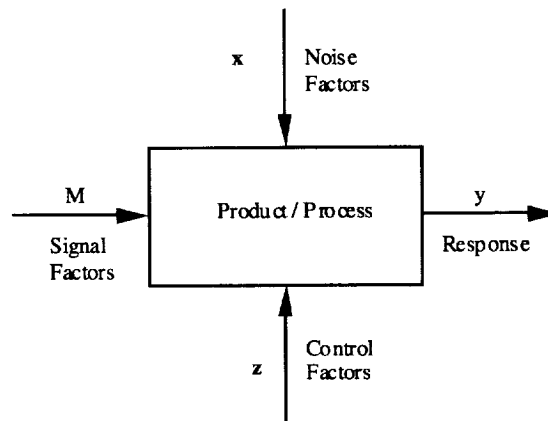 x
Noise
Factors
M
Product / Process
y
Signal
Factors
Response
Control
Factors
z